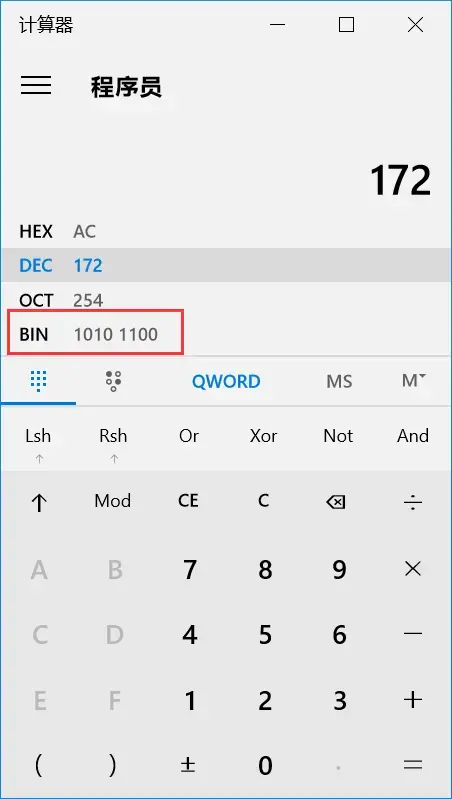 计算器
程序员
172
HEX AC
DEC 172
OCT 254
BIN 1010 1100
QWORD MS M
Lsh Rsh Or Xor Not And
↑ Mod CE C ⌫ ÷
A B 7 8 9 ×
C D 4 5 6 −
E F 1 2 3 +
( ) ± 0 . =